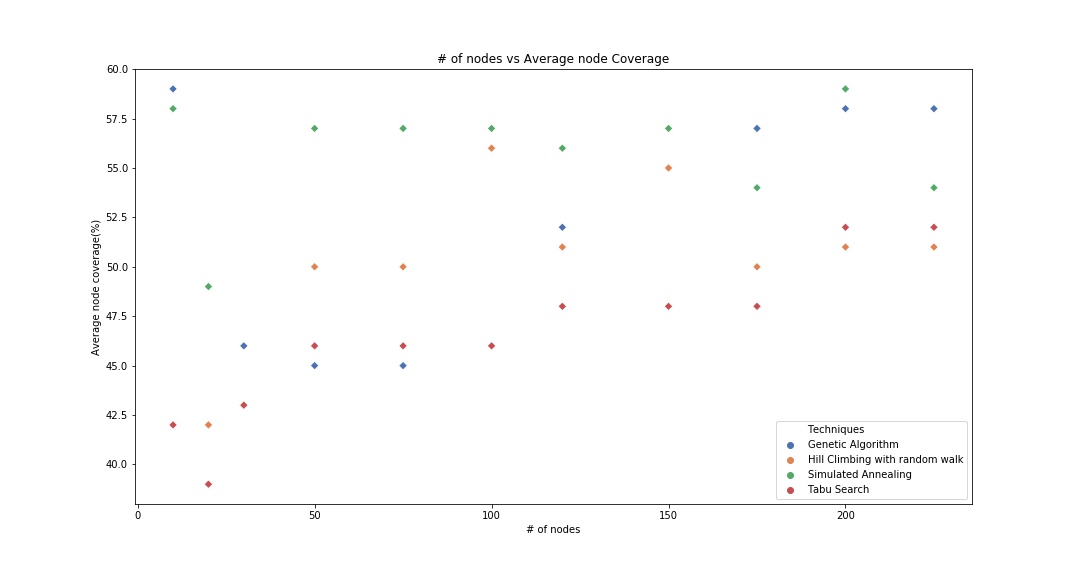 # of nodes vs Average node Coverage
60.0
57.5
55.0
52.5
50.0
47.5
45.0
42.5
40.0
Average node coverage(%)
0 50 100 150 200
# of nodes
Techniques
Genetic Algorithm
Hill Climbing with random walk
Simulated Annealing
Tabu Search